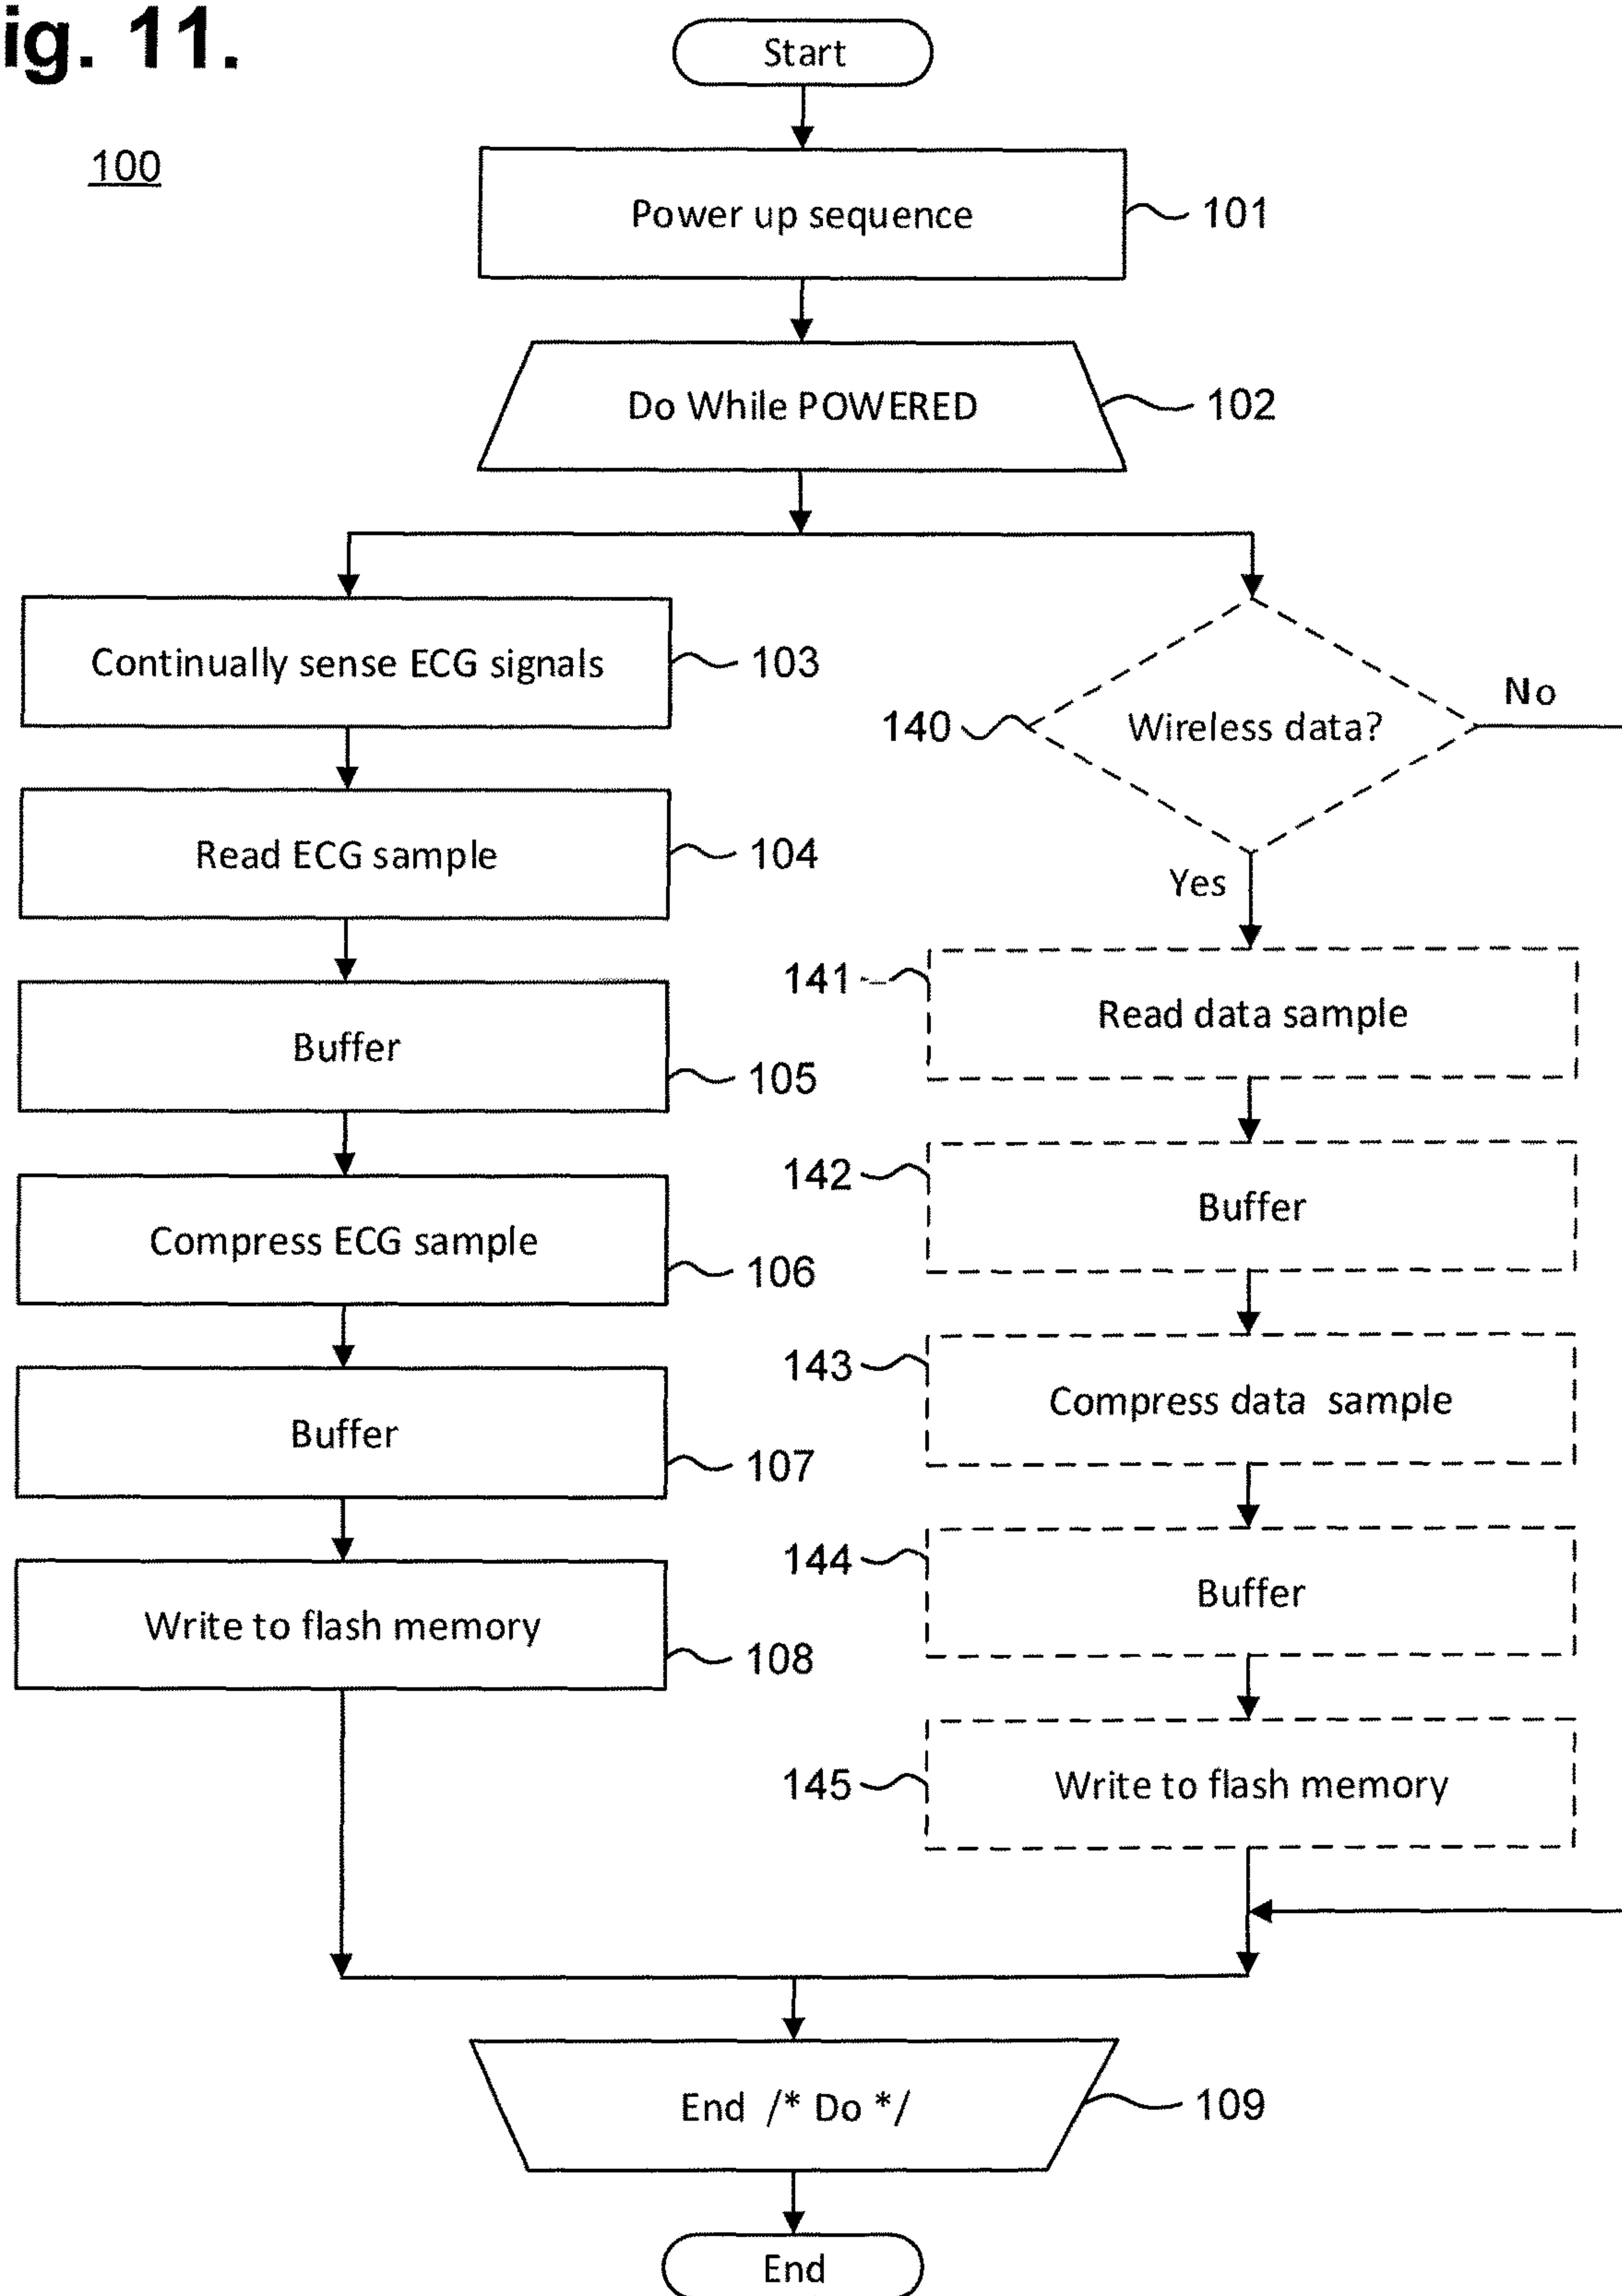 ig. 11.
100
Start
Power up sequence
101
Do While POWERED
102
Continually sense ECG signals
103
Read ECG sample
104
Buffer
105
Compress ECG sample
106
Buffer
107
Write to flash memory
108
140
Wireless data?
No
Yes
141
Read data sample
142
Buffer
143
Compress data sample
144
Buffer
145
Write to flash memory
End /* Do */
109
End